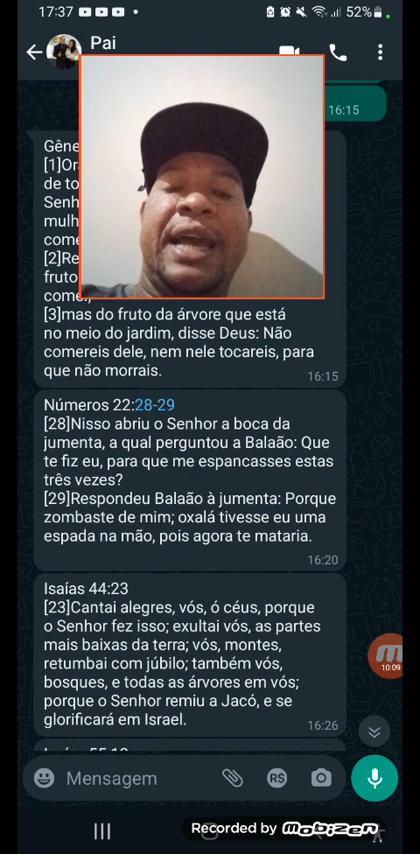 17:37
52%
Pai
16:15
Gêne
[1]Or
de to
Senh
mulh
come
[2]Re
fruto
come
[3]mas do fruto da árvore que está
no meio do jardim, disse Deus: Não
comereis dele, nem nele tocareis, para
que não morrais.
16:15
Números 22:28-29
[28]Nisso abriu o Senhor a boca da
jumenta, a qual perguntou a Balaão: Que
te fiz eu, para que me espancasses estas
três vezes?
[29]Respondeu Balaão à jumenta: Porque
zombaste de mim; oxalá tivesse eu uma
espada na mão, pois agora te mataria.
16:20
Isaías 44:23
[23]Cantai alegres, vós, ó céus, porque
o Senhor fez isso; exultai vós, as partes
mais baixas da terra; vós, montes,
retumbai com júbilo; também vós,
bosques, e todas as árvores em vós;
porque o Senhor remiu a Jacó, e se
glorificará em Israel.
16:26
10:09
Mensagem
R$
Recorded by mobizen